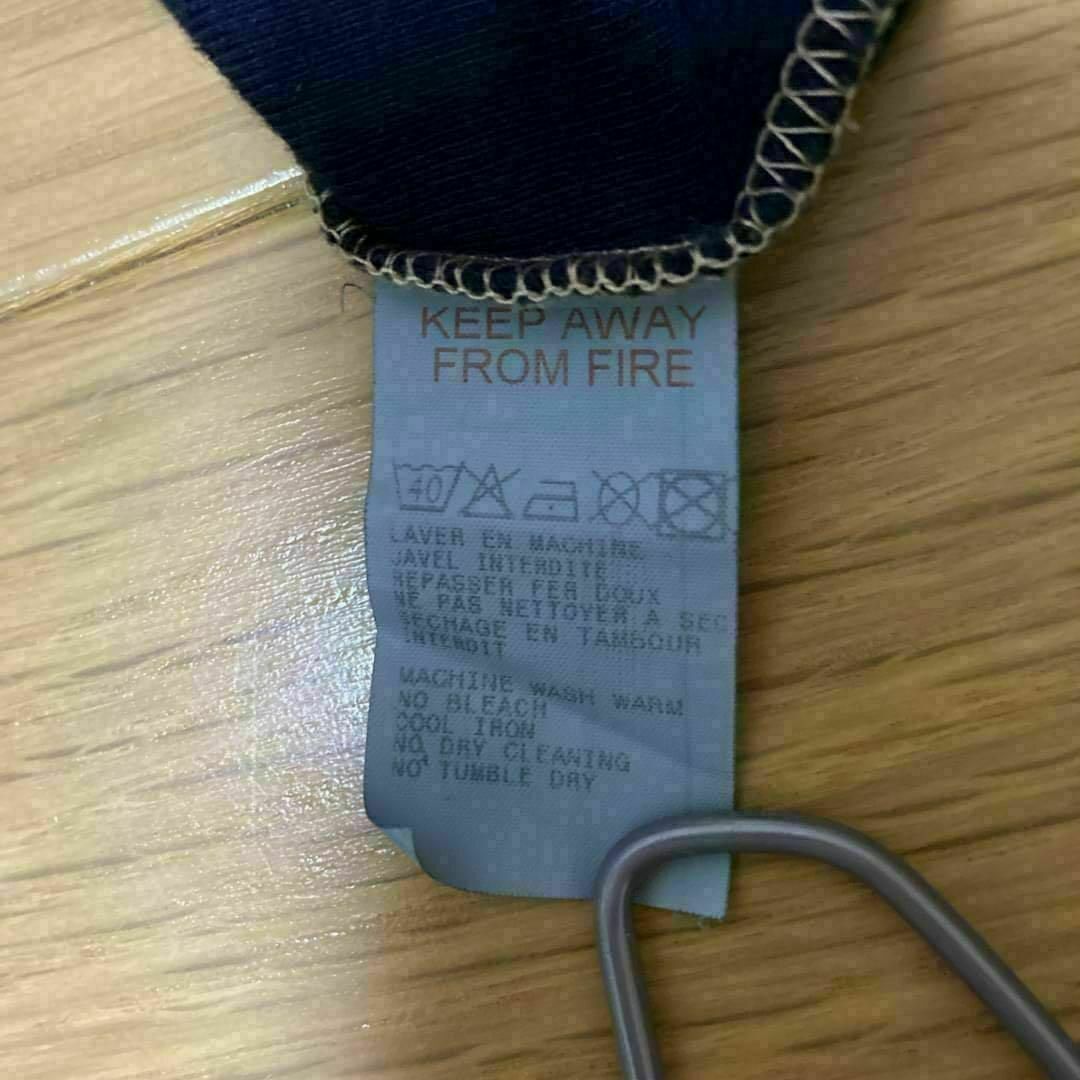 KEEP AWAY
FROM FIRE
40
LAVER EN MACHINE
JAVEL INTERDITE
REPASSER FER DOUX
NE PAS NETTOYER A SEC
SECHAGE EN TAMBOUR
INTERDIT
MACHINE WASH WARM
NO BLEACH
COOL IRON
NO DRY CLEANING
NO TUMBLE DRY